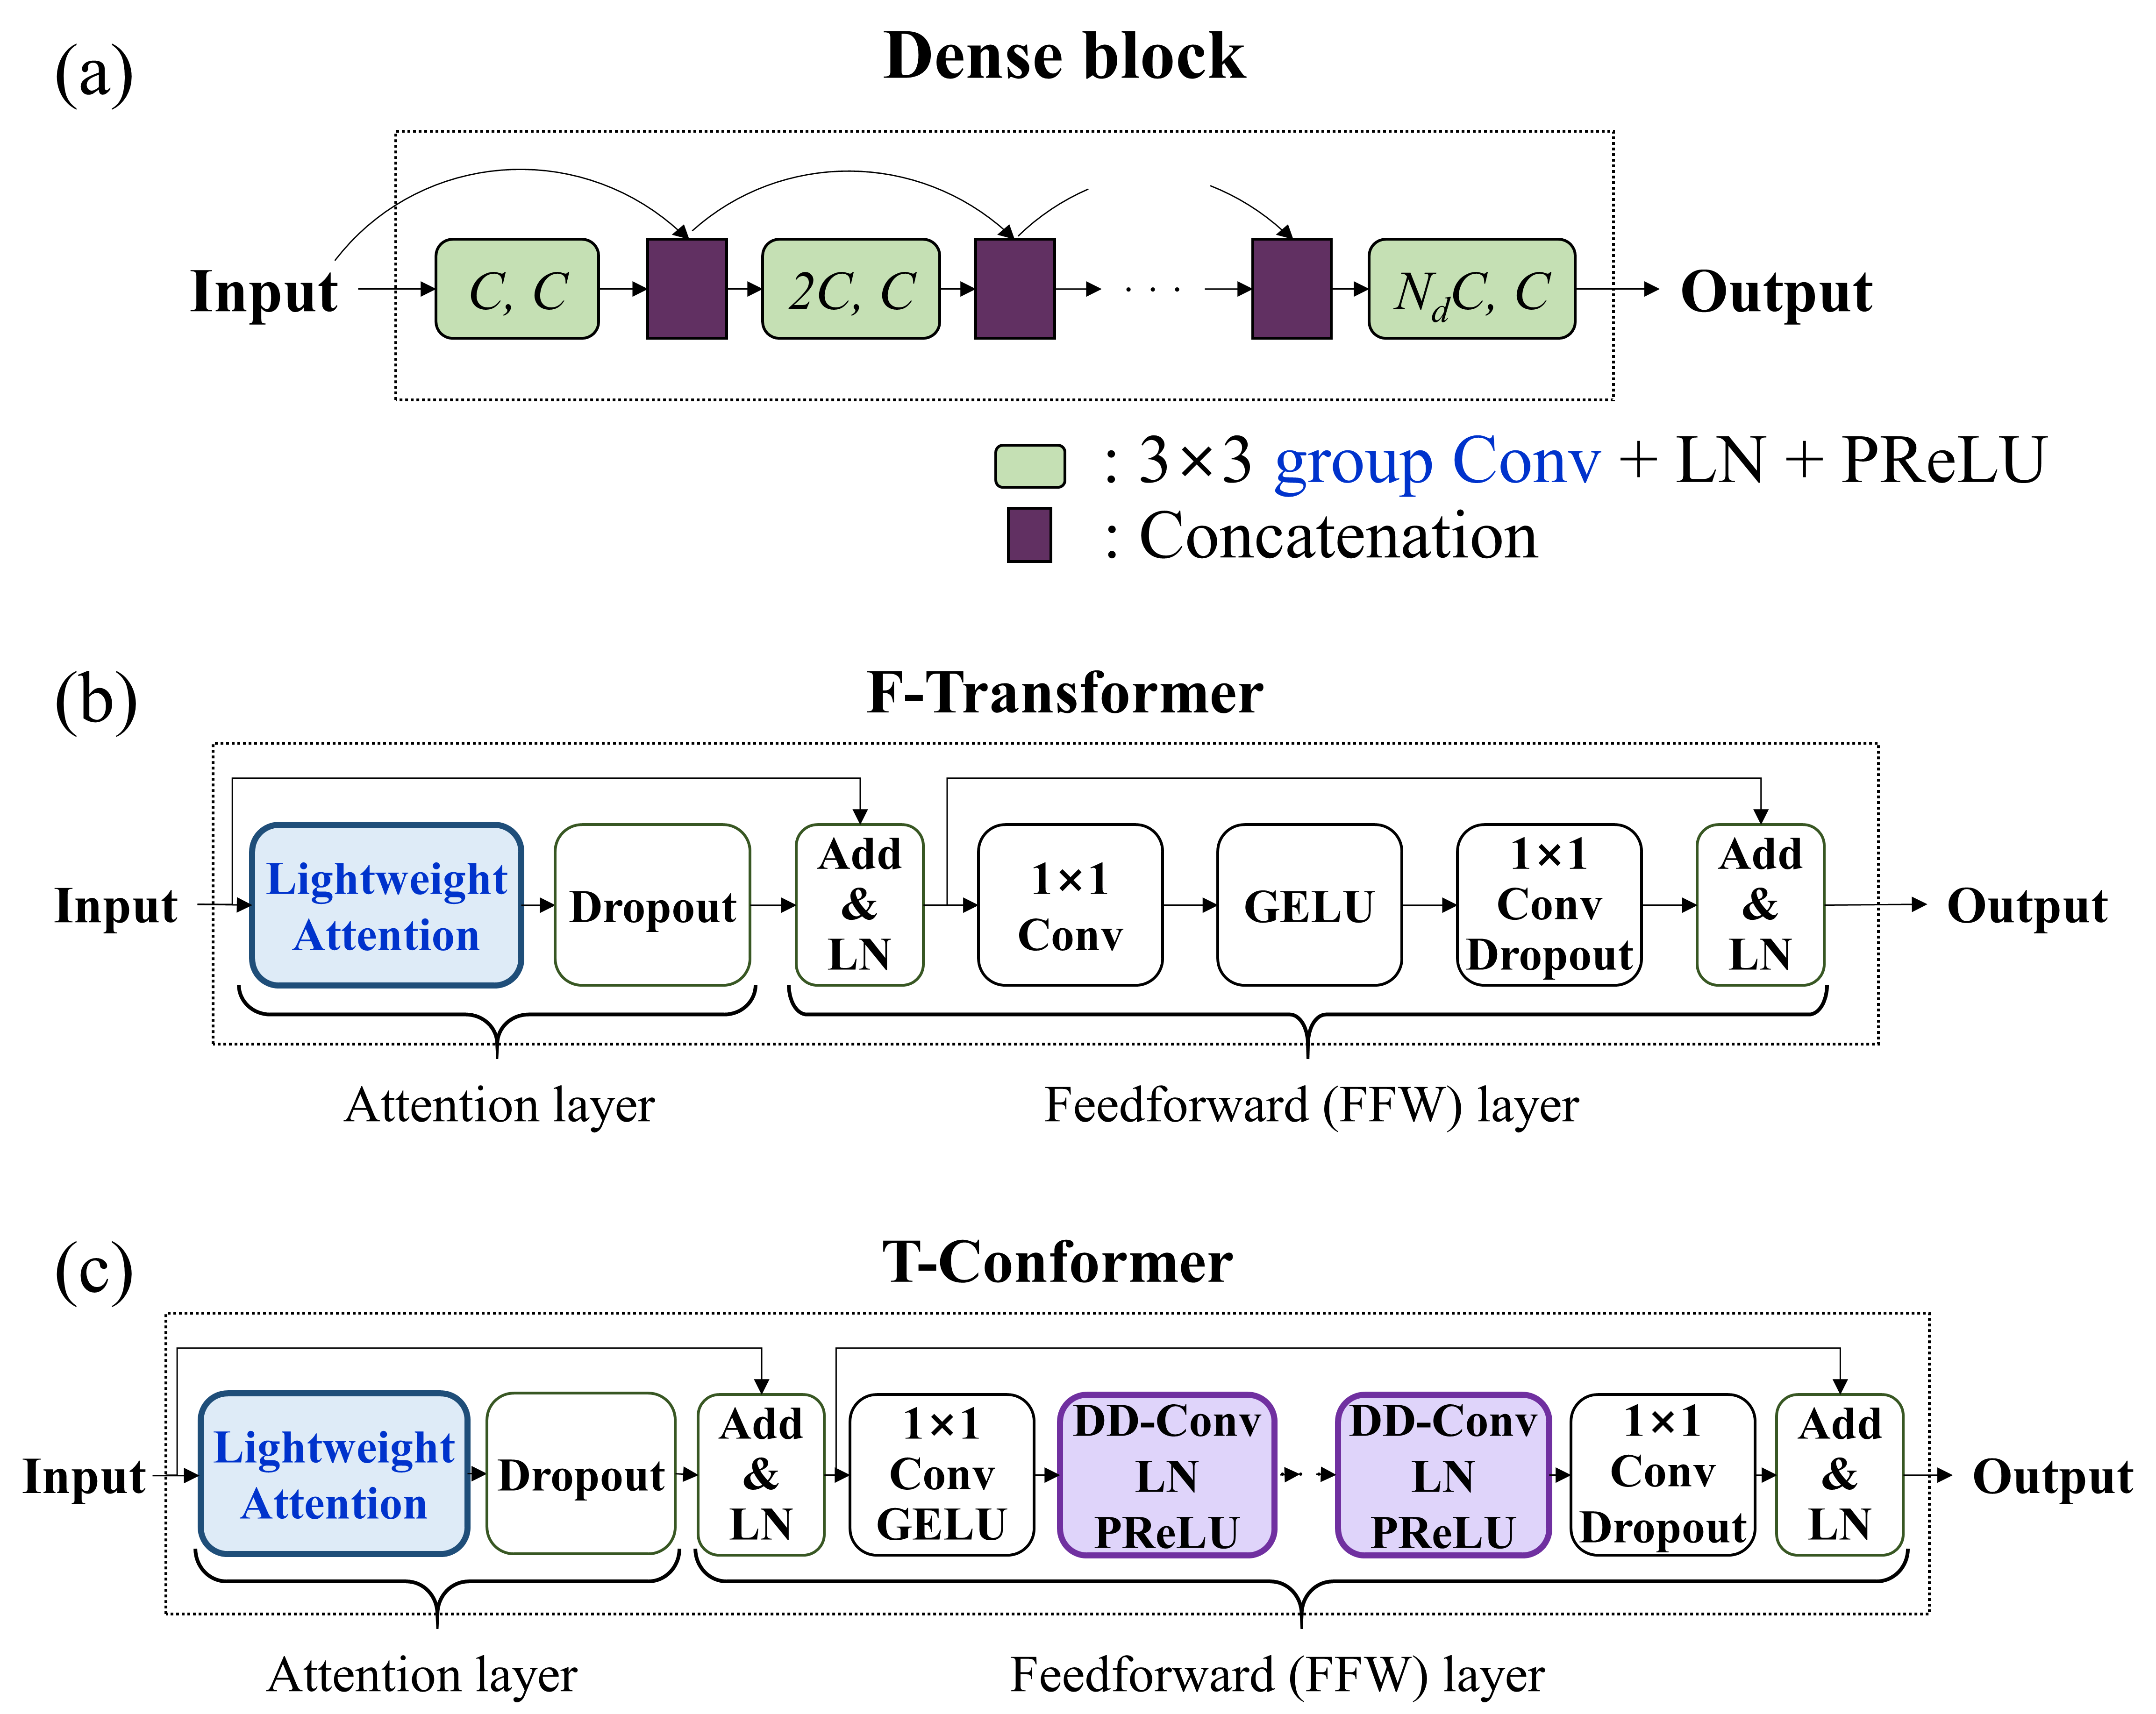 (a)
Dense block
Input
C, C
2C, C
· · ·
N_dC, C
Output
: 3×3 group Conv + LN + PReLU
: Concatenation
(b)
F-Transformer
Input
Lightweight
Attention
Dropout
Add
&
LN
1×1
Conv
GELU
1×1
Conv
Dropout
Add
&
LN
Output
Attention layer
Feedforward (FFW) layer
(c)
T-Conformer
Input
Lightweight
Attention
Dropout
Add
&
LN
1×1
Conv
GELU
DD-Conv
LN
PReLU
DD-Conv
LN
PReLU
1×1
Conv
Dropout
Add
&
LN
Output
Attention layer
Feedforward (FFW) layer